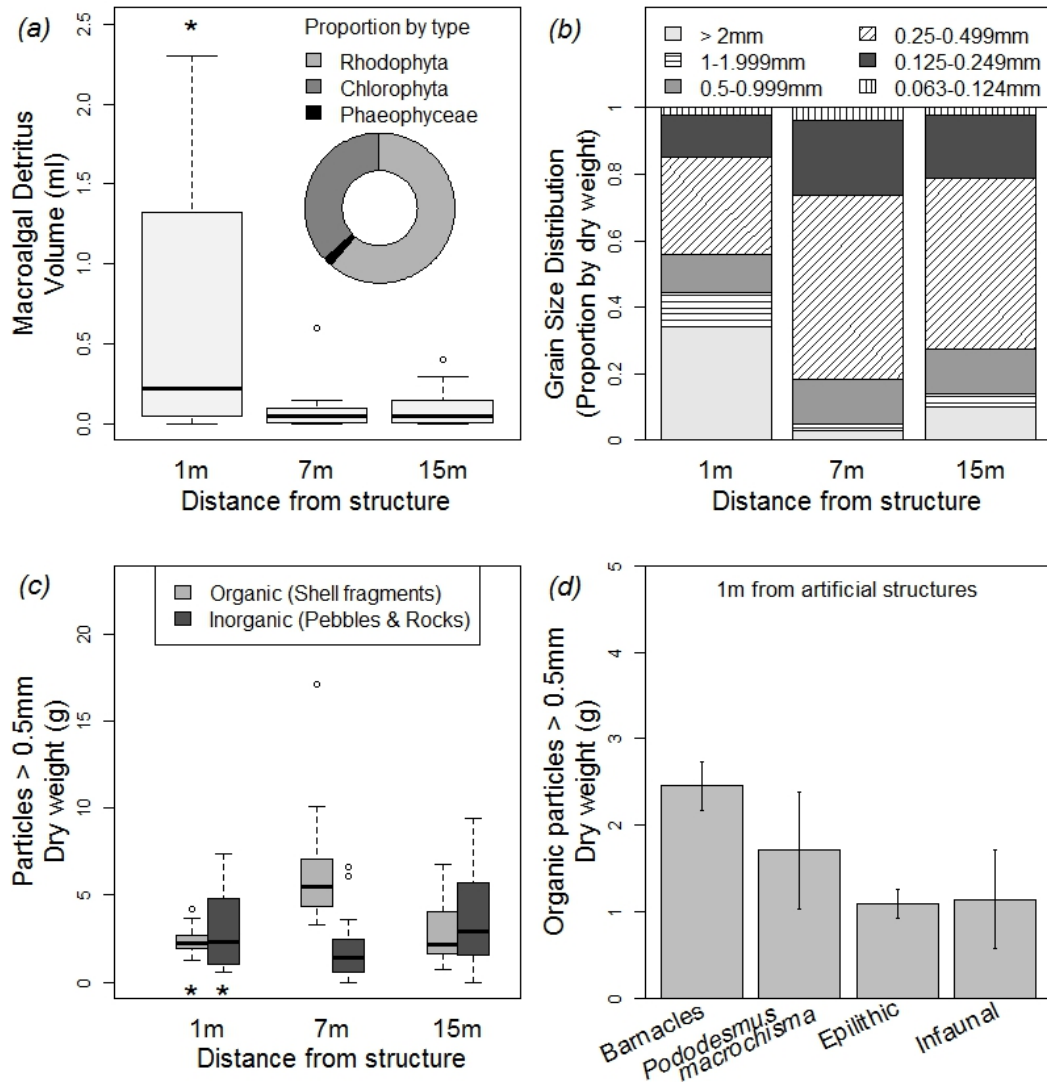 (a)
Macroalgal Detritus
Volume (ml)
2.5
2.0
1.5
1.0
0.5
0.0
*
Proportion by type
Rhodophyta
Chlorophyta
Phaeophyceae
1m 7m 15m
Distance from structure
(b)
> 2mm
1-1.999mm
0.5-0.999mm
0.25-0.499mm
0.125-0.249mm
0.063-0.124mm
Grain Size Distribution
(Proportion by dry weight)
1
0.8
0.6
0.4
0.2
0
1m 7m 15m
Distance from structure
(c)
Organic (Shell fragments)
Inorganic (Pebbles & Rocks)
Particles > 0.5mm
Dry weight (g)
20
15
10
5
0
* *
1m 7m 15m
Distance from structure
(d)
1m from artificial structures
Organic particles > 0.5mm
Dry weight (g)
5
4
3
2
1
0
Barnacles
Pododesmus
macrochisma
Epilithic
Infaunal